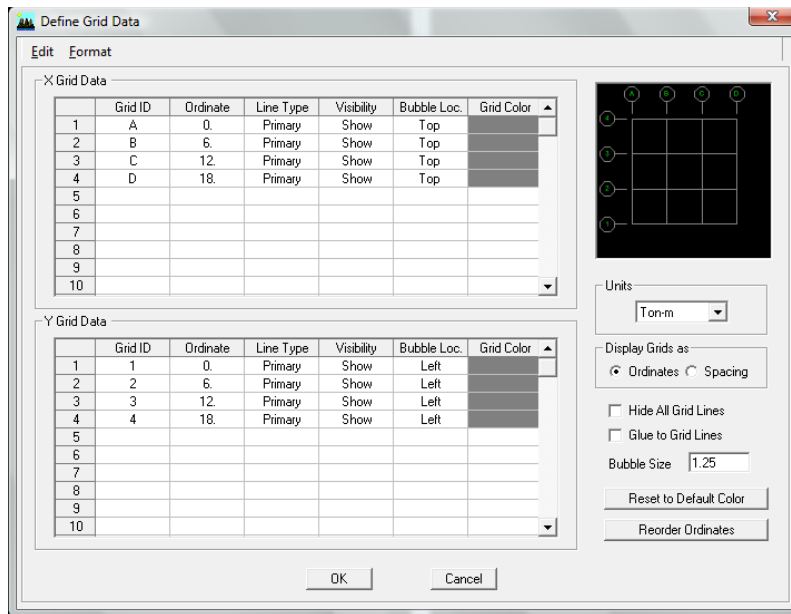 Define Grid Data
Edit Format
X Grid Data
Grid ID Ordinate Line Type Visibility Bubble Loc. Grid Color
1 A 0. Primary Show Top
2 B 6. Primary Show Top
3 C 12. Primary Show Top
4 D 18. Primary Show Top
5
6
7
8
9
10
Y Grid Data
Grid ID Ordinate Line Type Visibility Bubble Loc. Grid Color
1 1 0. Primary Show Left
2 2 6. Primary Show Left
3 3 12. Primary Show Left
4 4 18. Primary Show Left
5
6
7
8
9
10
A B C D
4
3
2
1
Units
Ton-m
Display Grids as
Ordinates Spacing
Hide All Grid Lines
Glue to Grid Lines
Bubble Size 1.25
Reset to Default Color
Reorder Ordinates
OK Cancel